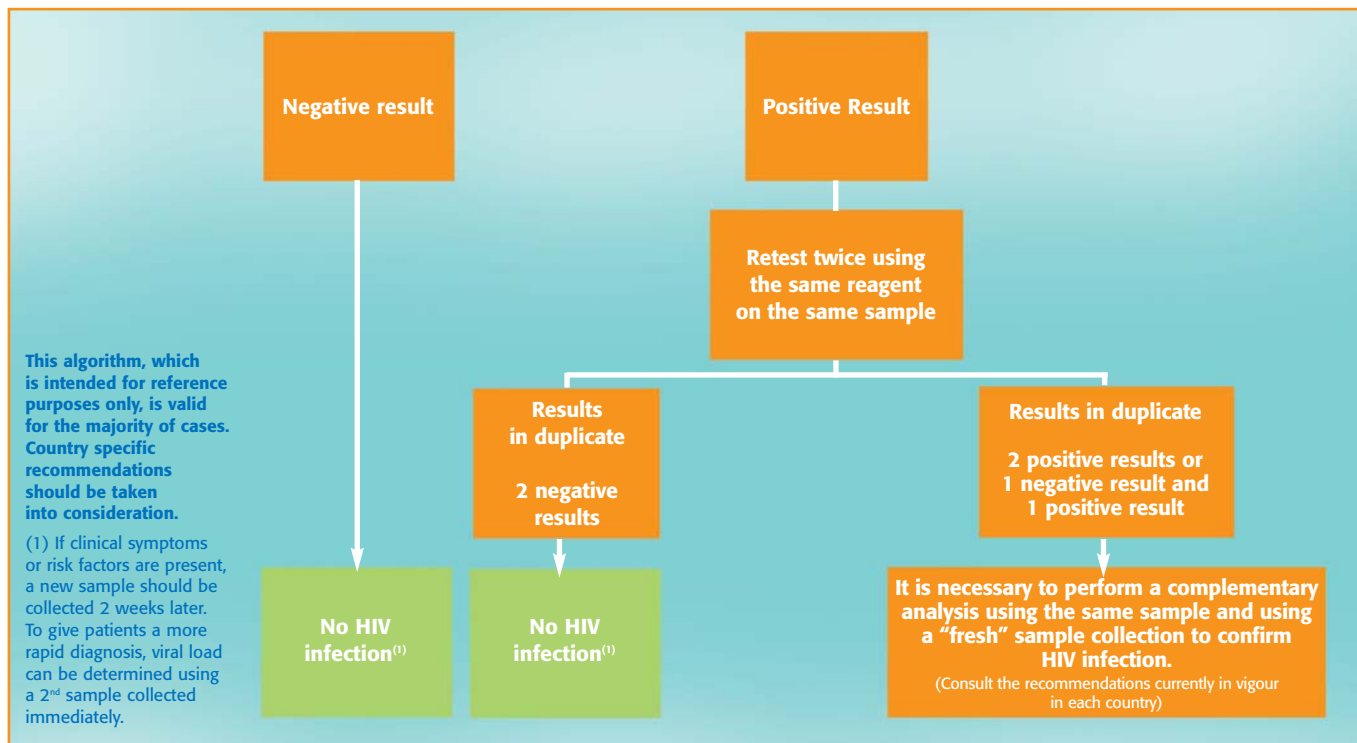 Negative result
Positive Result
Retest twice using
the same reagent
on the same sample
This algorithm, which
is intended for reference
purposes only, is valid
for the majority of cases.
Country specific
recommendations
should be taken
into consideration.
(1) If clinical symptoms
or risk factors are present,
a new sample should be
collected 2 weeks later.
To give patients a more
rapid diagnosis, viral load
can be determined using
a 2nd sample collected
immediately.
Results
in duplicate
2 negative
results
Results in duplicate
2 positive results or
1 negative result and
1 positive result
No HIV
infection(1)
No HIV
infection(1)
It is necessary to perform a complementary
analysis using the same sample and using
a “fresh” sample collection to confirm
HIV infection.
(Consult the recommendations currently in vigour
in each country)